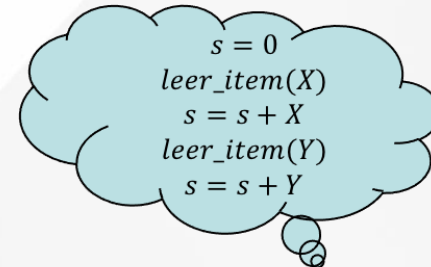 s = 0
leer_item(X)
s = s + X
leer_item(Y)
s = s + Y